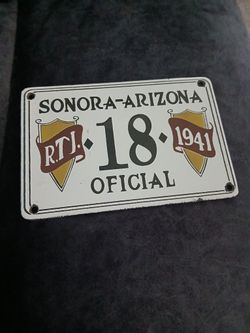 SONORA-ARIZONA
R.T.J. · 18 · 1941
OFICIAL